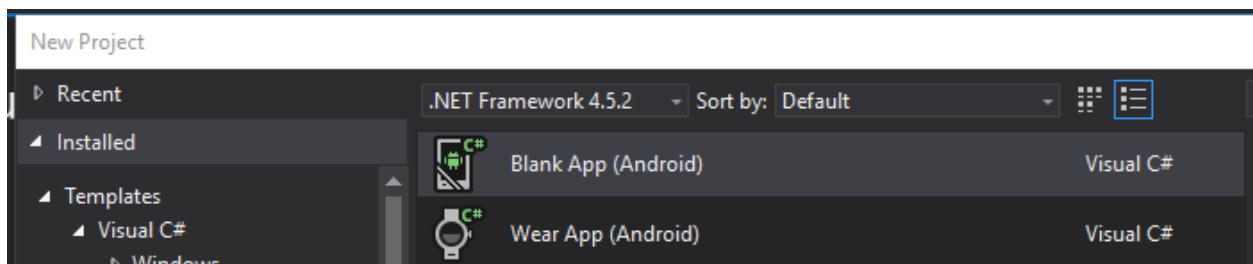 New Project
Recent
.NET Framework 4.5.2 Sort by: Default
Installed
C#
Blank App (Android) Visual C#
Templates
C#
Visual C#
Wear App (Android) Visual C#
Windows